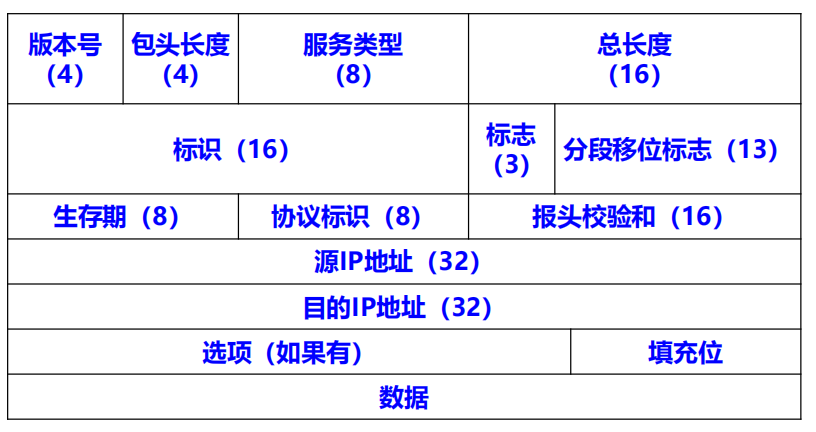 版本号
（4）
包头长度
（4）
服务类型
（8）
总长度
（16）
标识（16）
标志
（3）
分段移位标志（13）
生存期（8）
协议标识（8）
报头校验和（16）
源IP地址（32）
目的IP地址（32）
选项（如果有）
填充位
数据